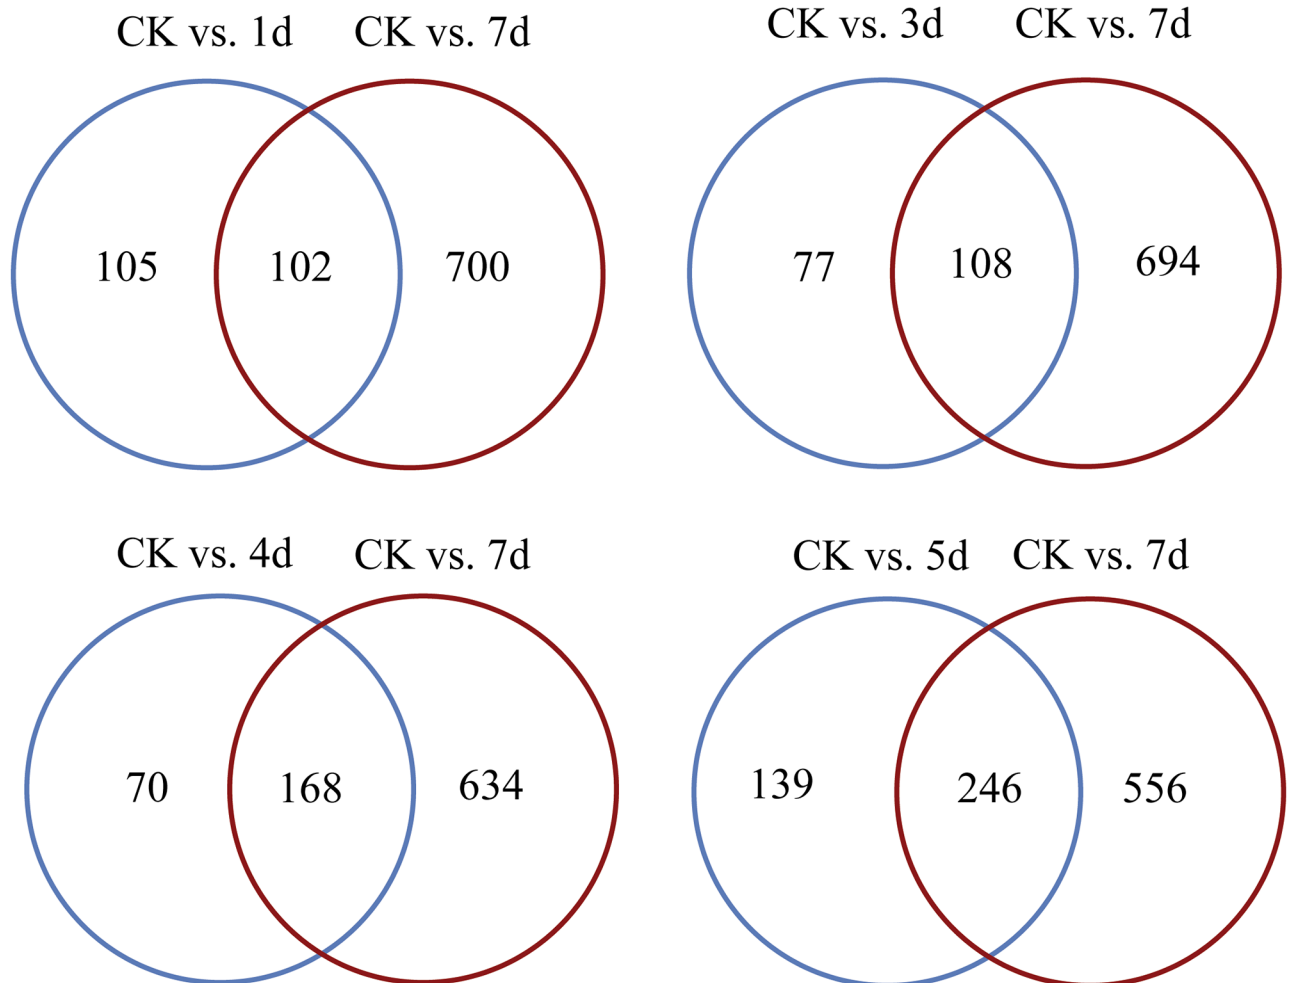 CK vs. 1d CK vs. 7d
105 102 700
CK vs. 3d CK vs. 7d
77 108 694
CK vs. 4d CK vs. 7d
70 168 634
CK vs. 5d CK vs. 7d
139 246 556